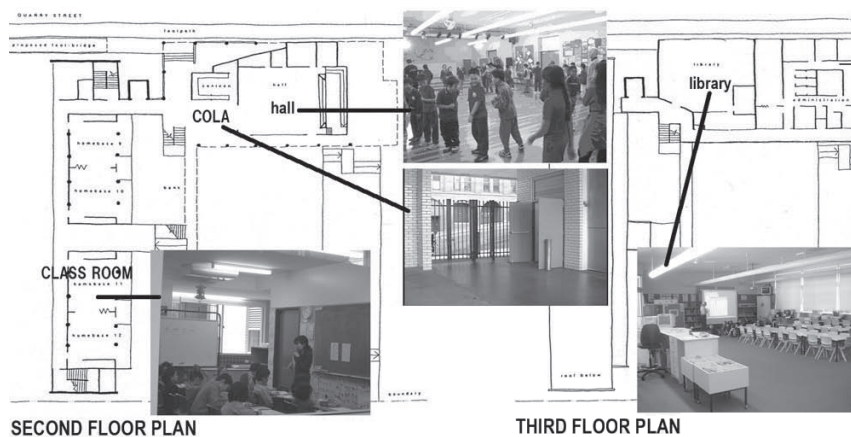 QUARRY STREET
footpath
proposed foot-bridge
canteen
hall
hall
COLA
homebase 9
homebase 10
CLASS ROOM
homebase 11
homebase 12
boundary
SECOND FLOOR PLAN
library
library
administration
roof below
THIRD FLOOR PLAN